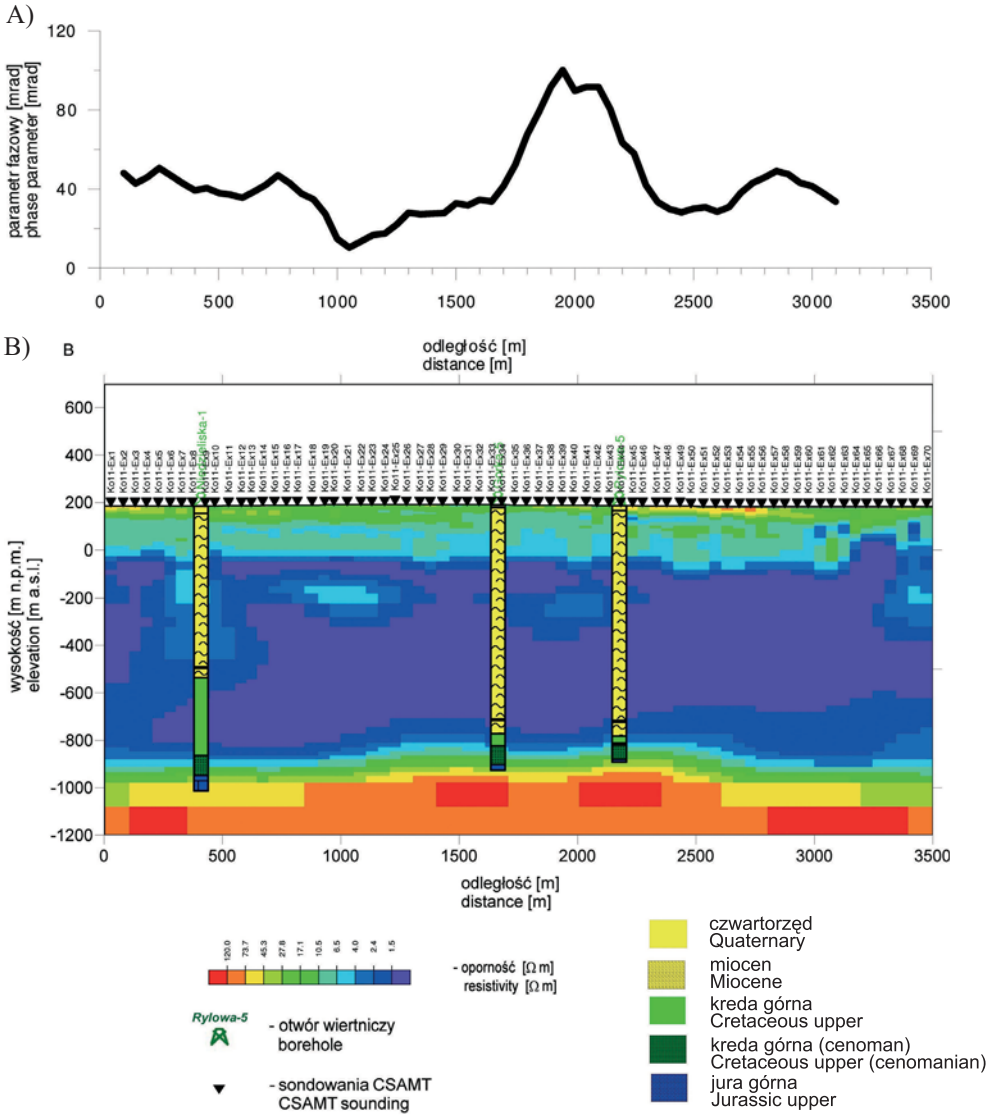 A)
120
80
40
0
parametr fazowy [mrad]
phase parameter [mrad]
0 500 1000 1500 2000 2500 3000 3500
odległość [m]
distance [m]
B)
B
600
400
200
0
-200
-400
-600
-800
-1000
-1200
wysokość [m n.p.m.]
elevation [m a.s.l.]
Ko11-Ex1
Ko11-Ex2
Ko11-Ex3
Ko11-Ex4
Ko11-Ex5
Ko11-Ex6
Ko11-Ex7
Ko11-Ex8
Niedzieliska-1
Ko11-Ex10
Ko11-Ex11
Ko11-Ex12
Ko11-Ex13
Ko11-Ex14
Ko11-Ex15
Ko11-Ex16
Ko11-Ex17
Ko11-Ex18
Ko11-Ex19
Ko11-Ex20
Ko11-Ex21
Ko11-Ex22
Ko11-Ex23
Ko11-Ex24
Ko11-Ex25
Ko11-Ex26
Ko11-Ex27
Ko11-Ex28
Ko11-Ex29
Ko11-Ex30
Ko11-Ex31
Ko11-Ex32
Ko11-Ex33
Ko11-Ex35
Ko11-Ex36
Ko11-Ex37
Ko11-Ex38
Ko11-Ex39
Ko11-Ex40
Ko11-Ex41
Ko11-Ex42
Ko11-Ex43
Ko11-Ex45
Ko11-Ex46
Ko11-Ex47
Ko11-Ex48
Ko11-Ex49
Ko11-Ex50
Ko11-Ex51
Ko11-Ex52
Ko11-Ex53
Ko11-Ex54
Ko11-Ex55
Ko11-Ex56
Ko11-Ex57
Ko11-Ex58
Ko11-Ex59
Ko11-Ex60
Ko11-Ex61
Ko11-Ex62
Ko11-Ex63
Ko11-Ex64
Ko11-Ex65
Ko11-Ex66
Ko11-Ex67
Ko11-Ex68
Ko11-Ex69
Ko11-Ex70
0 500 1000 1500 2000 2500 3000 3500
odległość [m]
distance [m]
120.0 73.7 45.3 27.8 17.1 10.5 6.5 4.0 2.4 1.5
- oporność [Ω m]
resistivity [Ω m]
Rylowa-5
- otwór wiertniczy
borehole
- sondowania CSAMT
CSAMT sounding
czwartorzęd
Quaternary
miocen
Miocene
kreda górna
Cretaceous upper
kreda górna (cenoman)
Cretaceous upper (cenomanian)
jura górna
Jurassic upper